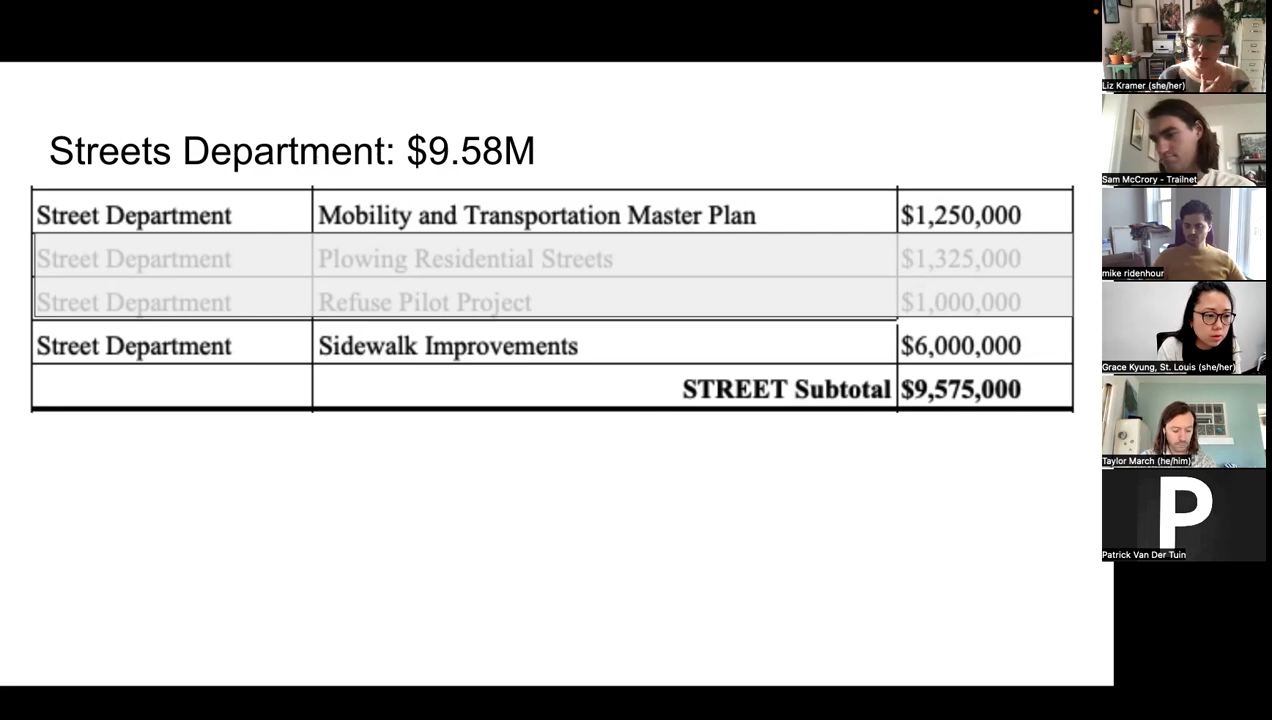 Streets Department: $9.58M
Street Department Mobility and Transportation Master Plan $1,250,000
Street Department Plowing Residential Streets $1,325,000
Street Department Refuse Pilot Project $1,000,000
Street Department Sidewalk Improvements $6,000,000
STREET Subtotal $9,575,000
Liz Kramer (she/her)
Sam McCrory - Trailnet
mike ridenhour
Grace Kyung, St. Louis (she/her)
Taylor March (he/him)
P
Patrick Van Der Tuin